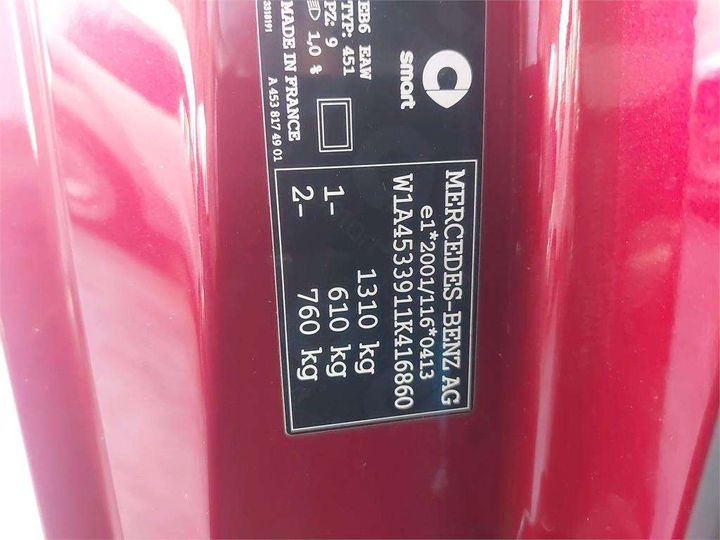 smart
EB6 EAW
TYP: 451
PZ: 9
1,0 %
MADE IN FRANCE
A 453 817 49 01
3318191
MERCEDES-BENZ AG
e1*2001/116*0413
W1A4533911K416860
1310 kg
1- 610 kg
2- 760 kg